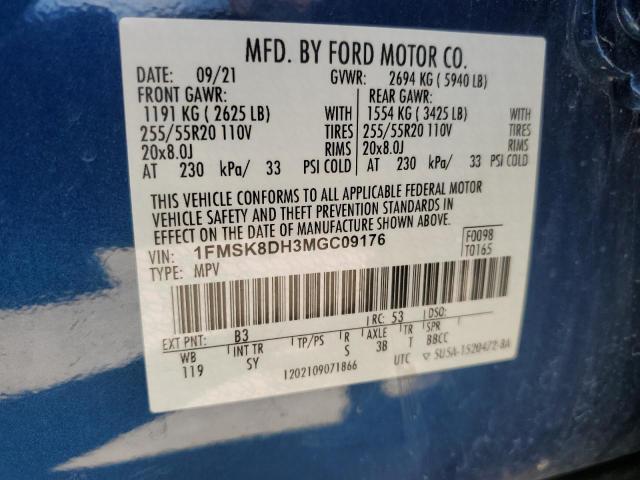 MFD. BY FORD MOTOR CO.
DATE: 09/21 GVWR: 2694 KG ( 5940 LB)
FRONT GAWR: REAR GAWR:
1191 KG ( 2625 LB) WITH 1554 KG ( 3425 LB) WITH
255/55R20 110V TIRES 255/55R20 110V TIRES
20x8.0J RIMS 20x8.0J RIMS
AT 230 kPa/ 33 PSI COLD AT 230 kPa/ 33 PSI COLD
THIS VEHICLE CONFORMS TO ALL APPLICABLE FEDERAL MOTOR
VEHICLE SAFETY AND THEFT PREVENTION STANDARDS IN
EFFECT ON THE DATE OF MANUFACTURE SHOWN ABOVE.
VIN: 1FMSK8DH3MGC09176 F0098
TYPE: MPV T0165
EXT PNT: B3 RC: 53 DSO:
WB INT TR TP/PS R AXLE TR SPR
119 SY S 3B T BBCC
1202109071866 UTC ▽ 5U5A-1520472-BA